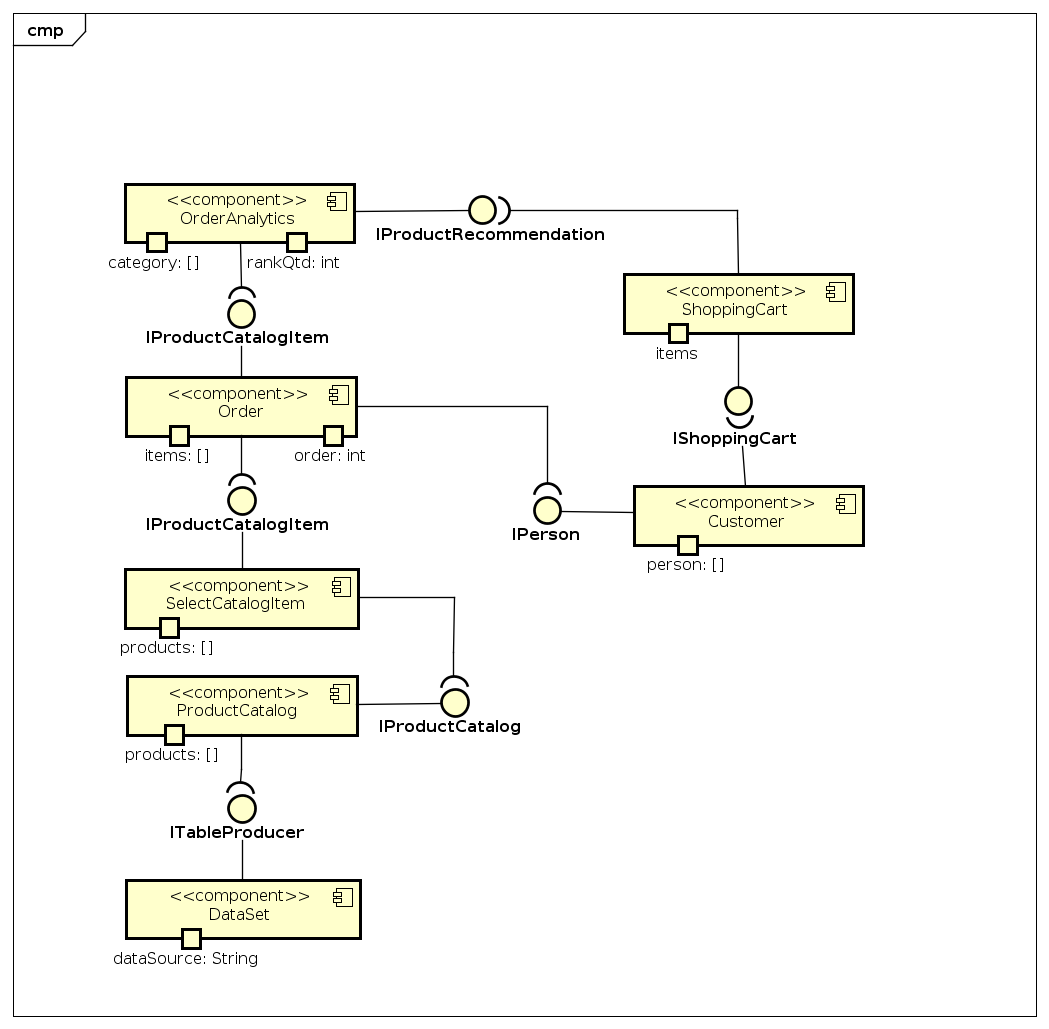 cmp
<<component>>
OrderAnalytics
category: []
rankQtd: int
IProductRecommendation
<<component>>
ShoppingCart
items
IProductCatalogItem
<<component>>
Order
items: []
order: int
IShoppingCart
<<component>>
Customer
person: []
IProductCatalogItem
IPerson
<<component>>
SelectCatalogItem
products: []
<<component>>
ProductCatalog
products: []
IProductCatalog
ITableProducer
<<component>>
DataSet
dataSource: String